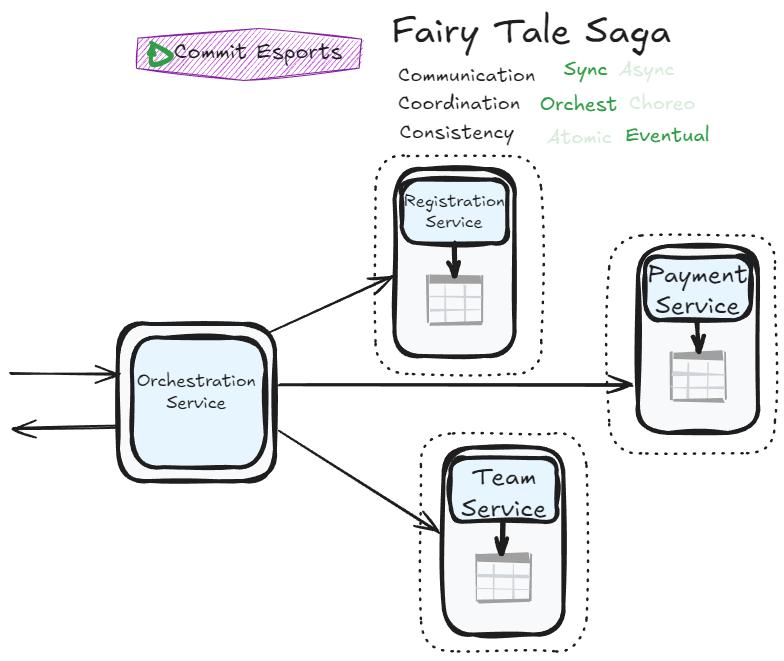 Commit Esports
Fairy Tale Saga
Communication Sync Async
Coordination Orchest Choreo
Consistency Atomic Eventual
Registration
Service
Payment
Service
Orchestration
Service
Team
Service